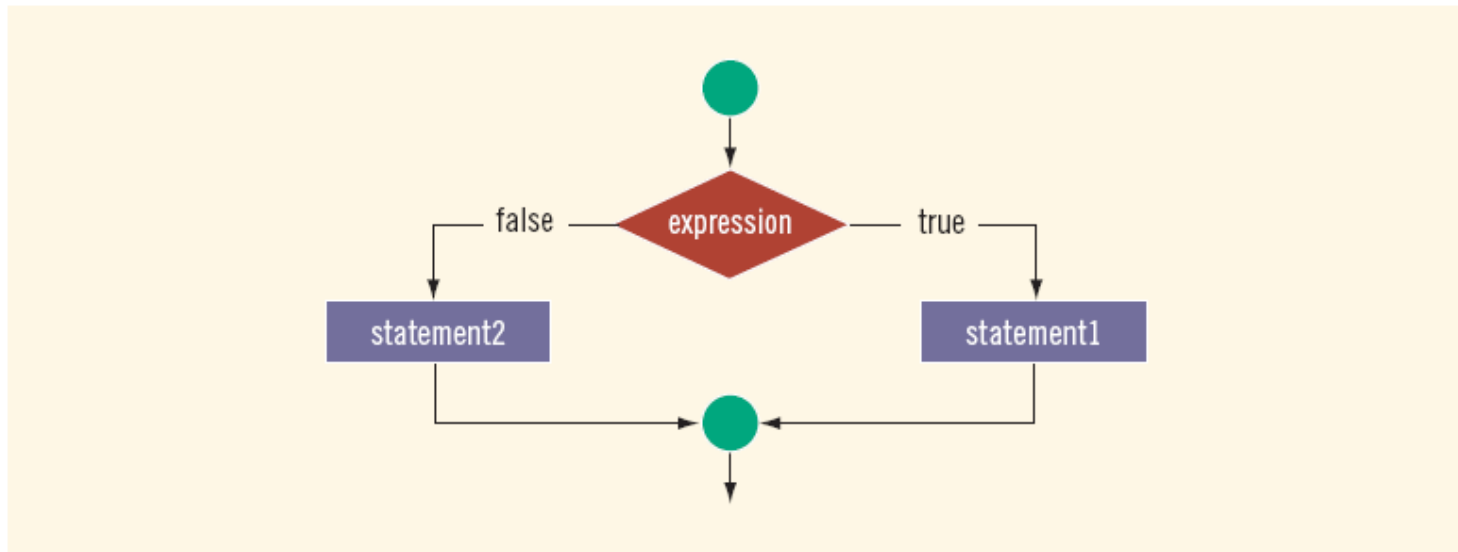 expression
false
true
statement2
statement1